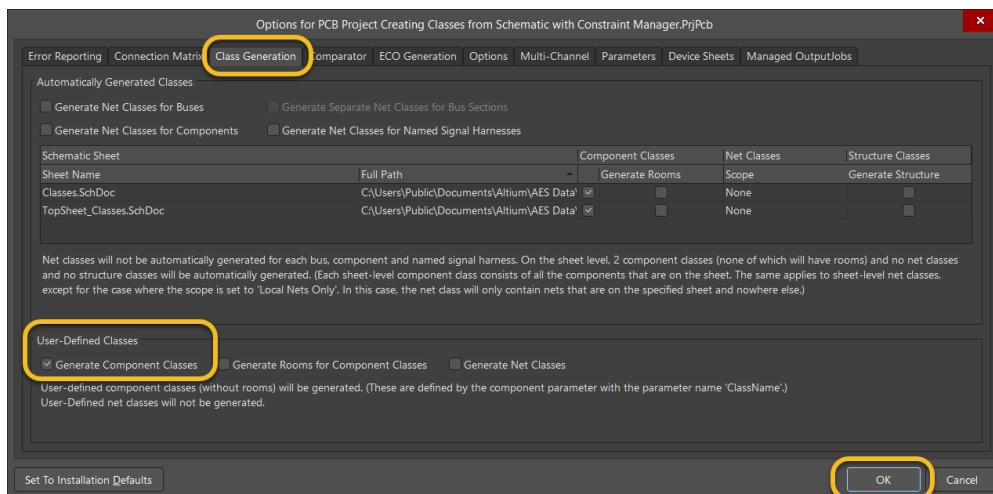 Options for PCB Project Creating Classes from Schematic with Constraint Manager.PrjPcb
Error Reporting Connection Matrix Class Generation Comparator ECO Generation Options Multi-Channel Parameters Device Sheets Managed OutputJobs
Automatically Generated Classes
Generate Net Classes for Buses Generate Separate Net Classes for Bus Sections
Generate Net Classes for Components Generate Net Classes for Named Signal Harnesses
Schematic Sheet Component Classes Net Classes Structure Classes
Sheet Name Full Path Generate Rooms Scope Generate Structure
Classes.SchDoc C:\Users\Public\Documents\Altium\AES Data\ None
TopSheet_Classes.SchDoc C:\Users\Public\Documents\Altium\AES Data\ None
Net classes will not be automatically generated for each bus, component and named signal harness. On the sheet level, 2 component classes (none of which will have rooms) and no net classes
and no structure classes will be automatically generated. (Each sheet-level component class consists of all the components that are on the sheet. The same applies to sheet-level net classes,
except for the case where the scope is set to 'Local Nets Only'. In this case, the net class will only contain nets that are on the specified sheet and nowhere else.)
User-Defined Classes
Generate Component Classes Generate Rooms for Component Classes Generate Net Classes
User-defined component classes (without rooms) will be generated. (These are defined by the component parameter with the parameter name 'ClassName'.)
User-Defined net classes will not be generated.
Set To Installation Defaults OK Cancel